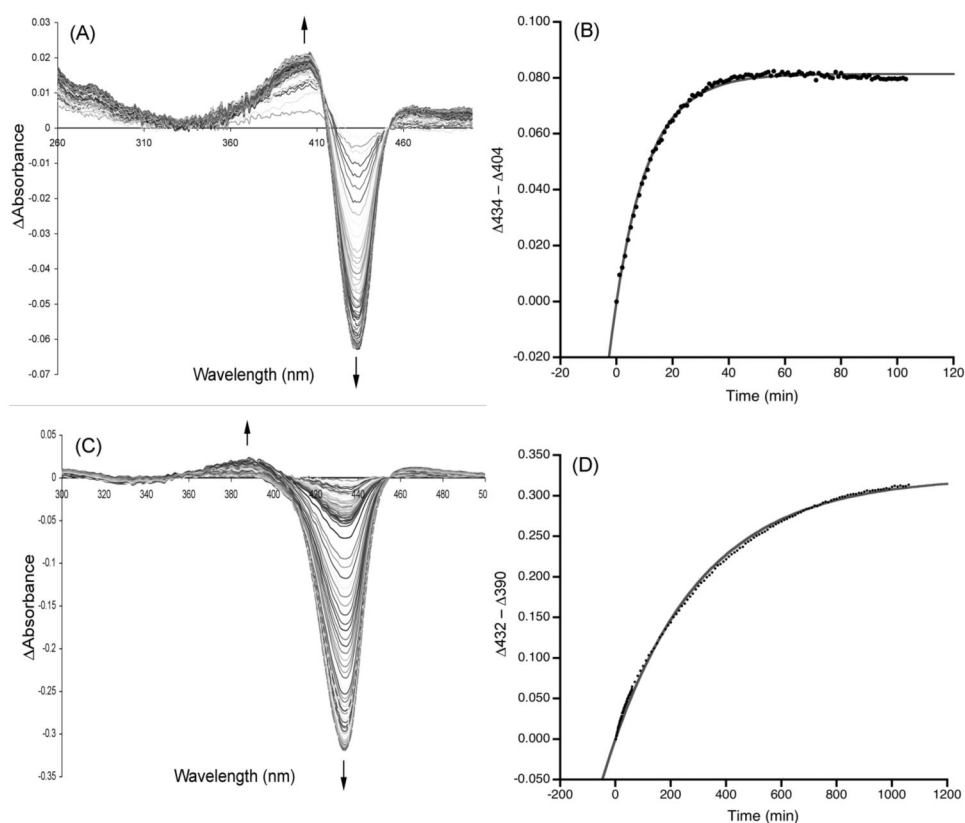 (A)
0.03
0.02
0.01
0
-0.01
-0.02
-0.03
-0.04
-0.05
-0.06
-0.07
260 310 360 410 460
ΔAbsorbance
Wavelength (nm)
(B)
0.100
0.080
0.060
0.040
0.020
0.000
-0.020
-20 0 20 40 60 80 100 120
Δ434 – Δ404
Time (min)
(C)
0.05
0
-0.05
-0.1
-0.15
-0.2
-0.25
-0.3
-0.35
300 320 340 360 380 400 420 440 460 480 50
ΔAbsorbance
Wavelength (nm)
(D)
0.350
0.300
0.250
0.200
0.150
0.100
0.050
0.000
-0.050
0 200 400 600 800 1000 1200
Δ432 – Δ390
Time (min)